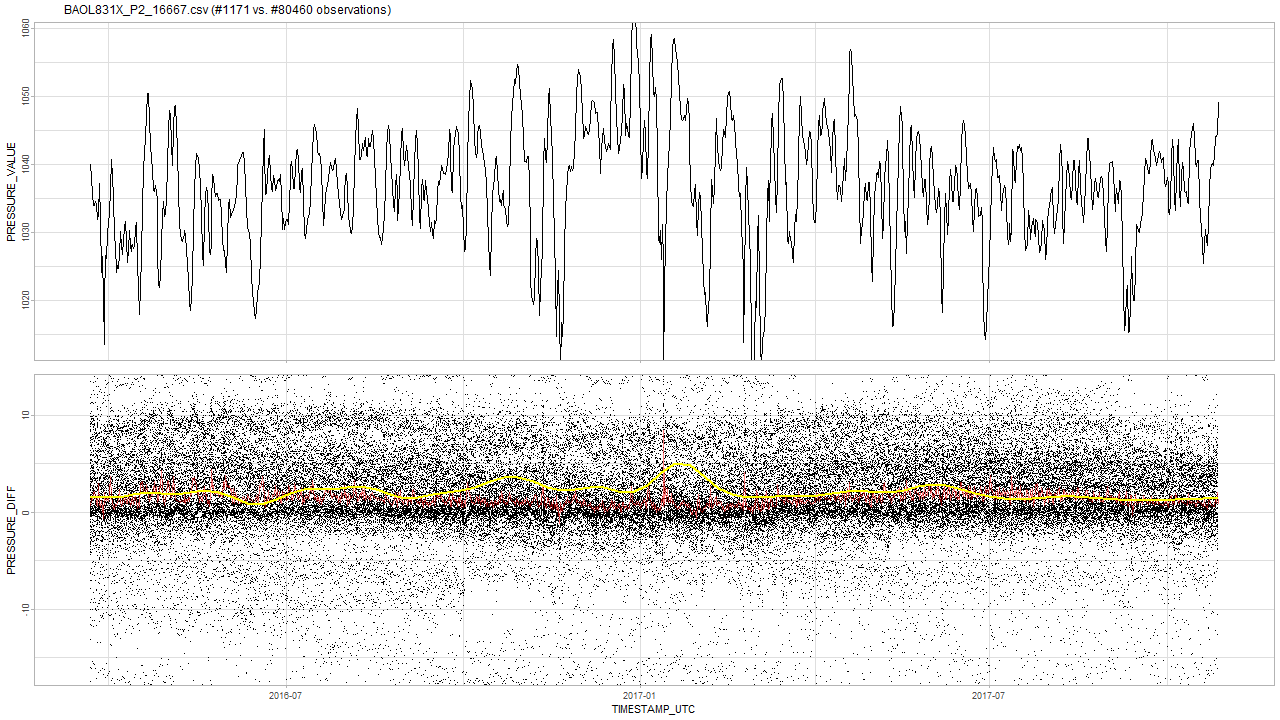 BAOL831X_P2_16667.csv (#1171 vs. #80460 observations)
PRESSURE_VALUE
1060
1050
1040
1030
1020
PRESSURE_DIFF
10
0
-10
2016-07
2017-01
2017-07
TIMESTAMP_UTC